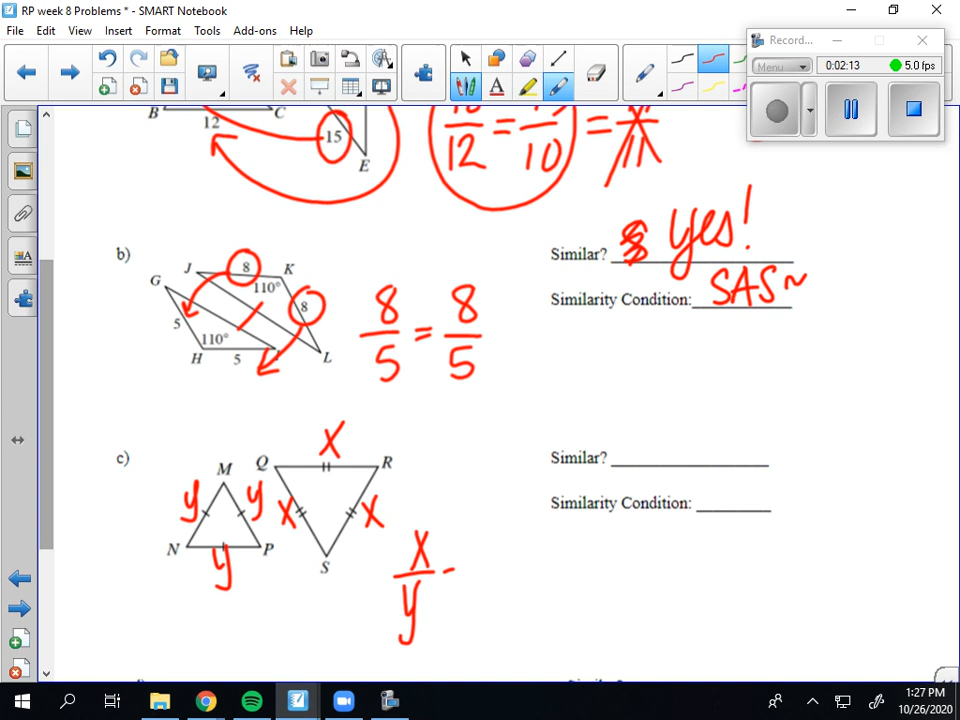 RP week 8 Problems * - SMART Notebook
File Edit View Insert Format Tools Add-ons Help
Record...
Menu 0:02:13 5.0 fps
B C
12
15
E
12 = 10 = 11
b)
J 8 K
G 110°
8
5
110°
H 5 L
8/5 = 8/5
Similar? yes!
Similarity Condition: SAS~
c)
X
M Q R
y y X X
N P
y S
X/y =
Similar?
Similarity Condition:
1:27 PM
10/26/2020